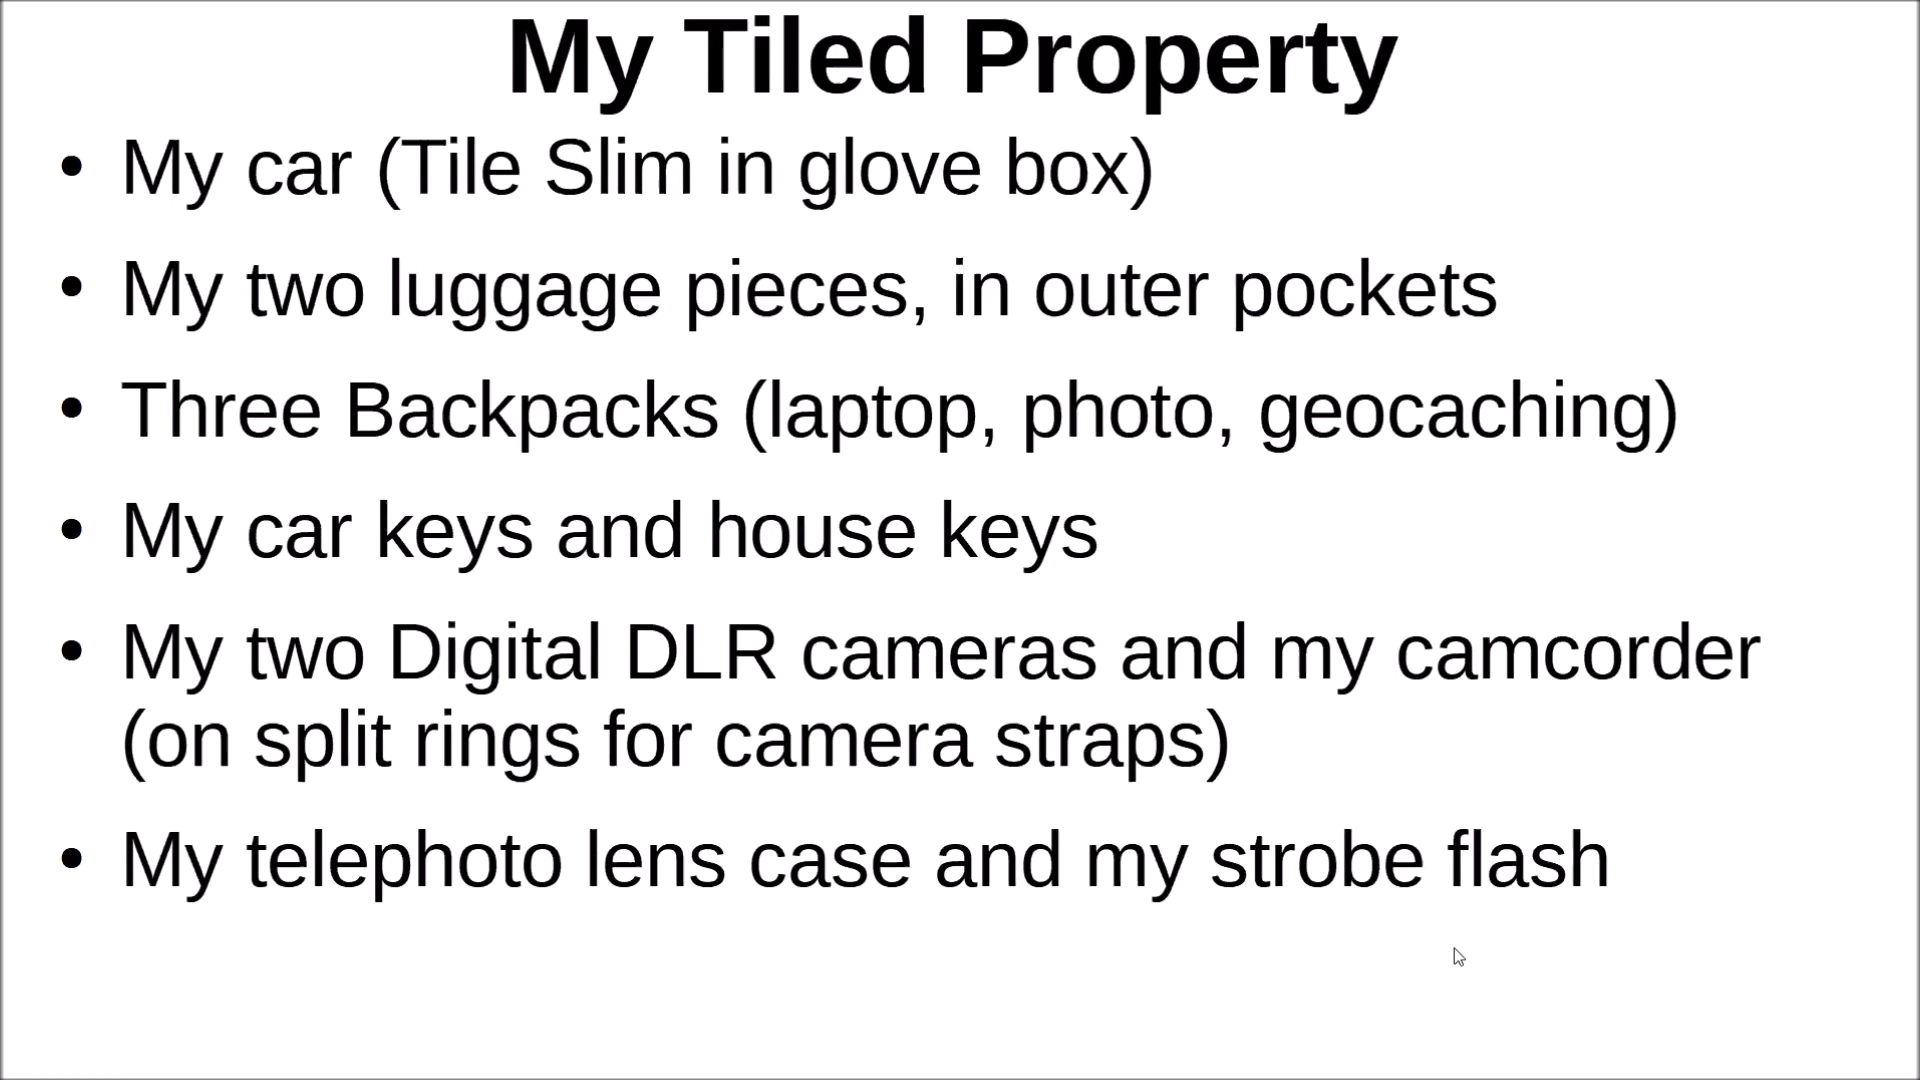 My Tiled Property
• My car (Tile Slim in glove box)
• My two luggage pieces, in outer pockets
• Three Backpacks (laptop, photo, geocaching)
• My car keys and house keys
• My two Digital DLR cameras and my camcorder
(on split rings for camera straps)
• My telephoto lens case and my strobe flash